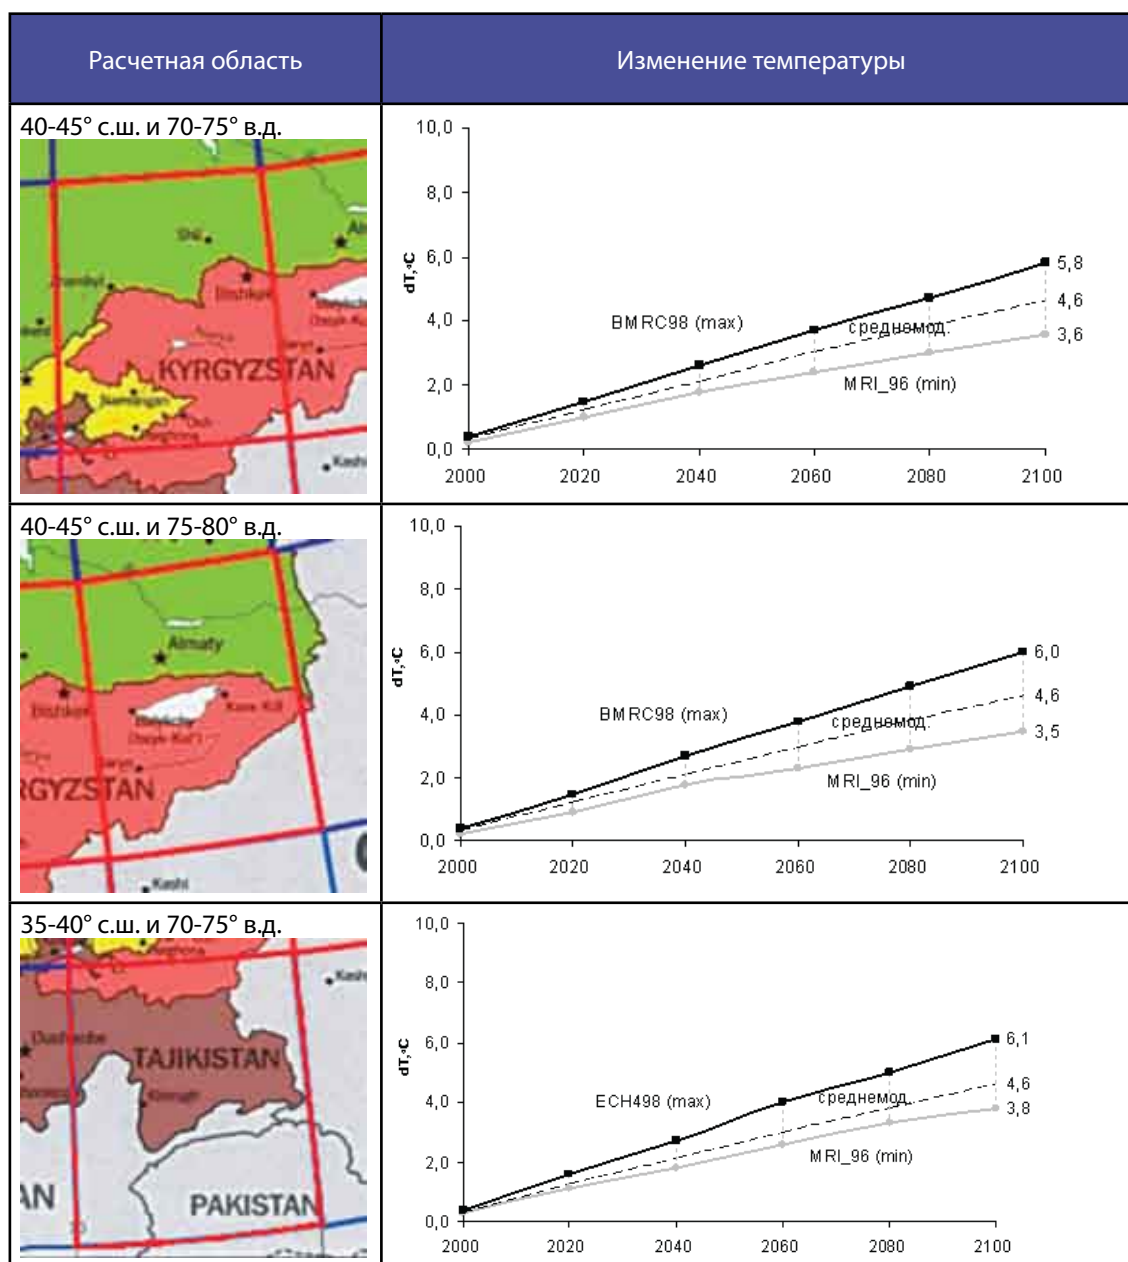 Расчетная область
Изменение температуры
40-45° с.ш. и 70-75° в.д.
Bishkek
KYRGYZSTAN
Namangan
Osh
10,0
8,0
6,0
4,0
2,0
0,0
dT,°C
BMRC98 (max)
среднемод.
MRI_96 (min)
5,8
4,6
3,6
2000 2020 2040 2060 2080 2100
40-45° с.ш. и 75-80° в.д.
Almaty
Bishkek
RGYZSTAN
Kashi
10,0
8,0
6,0
4,0
2,0
0,0
dT,°C
BMRC98 (max)
среднемод.
MRI_96 (min)
6,0
4,6
3,5
2000 2020 2040 2060 2080 2100
35-40° с.ш. и 70-75° в.д.
Dushanbe
TAJIKISTAN
Khorugh
AN
PAKISTAN
10,0
8,0
6,0
4,0
2,0
0,0
dT,°C
ECH498 (max)
среднемод.
MRI_96 (min)
6,1
4,6
3,8
2000 2020 2040 2060 2080 2100